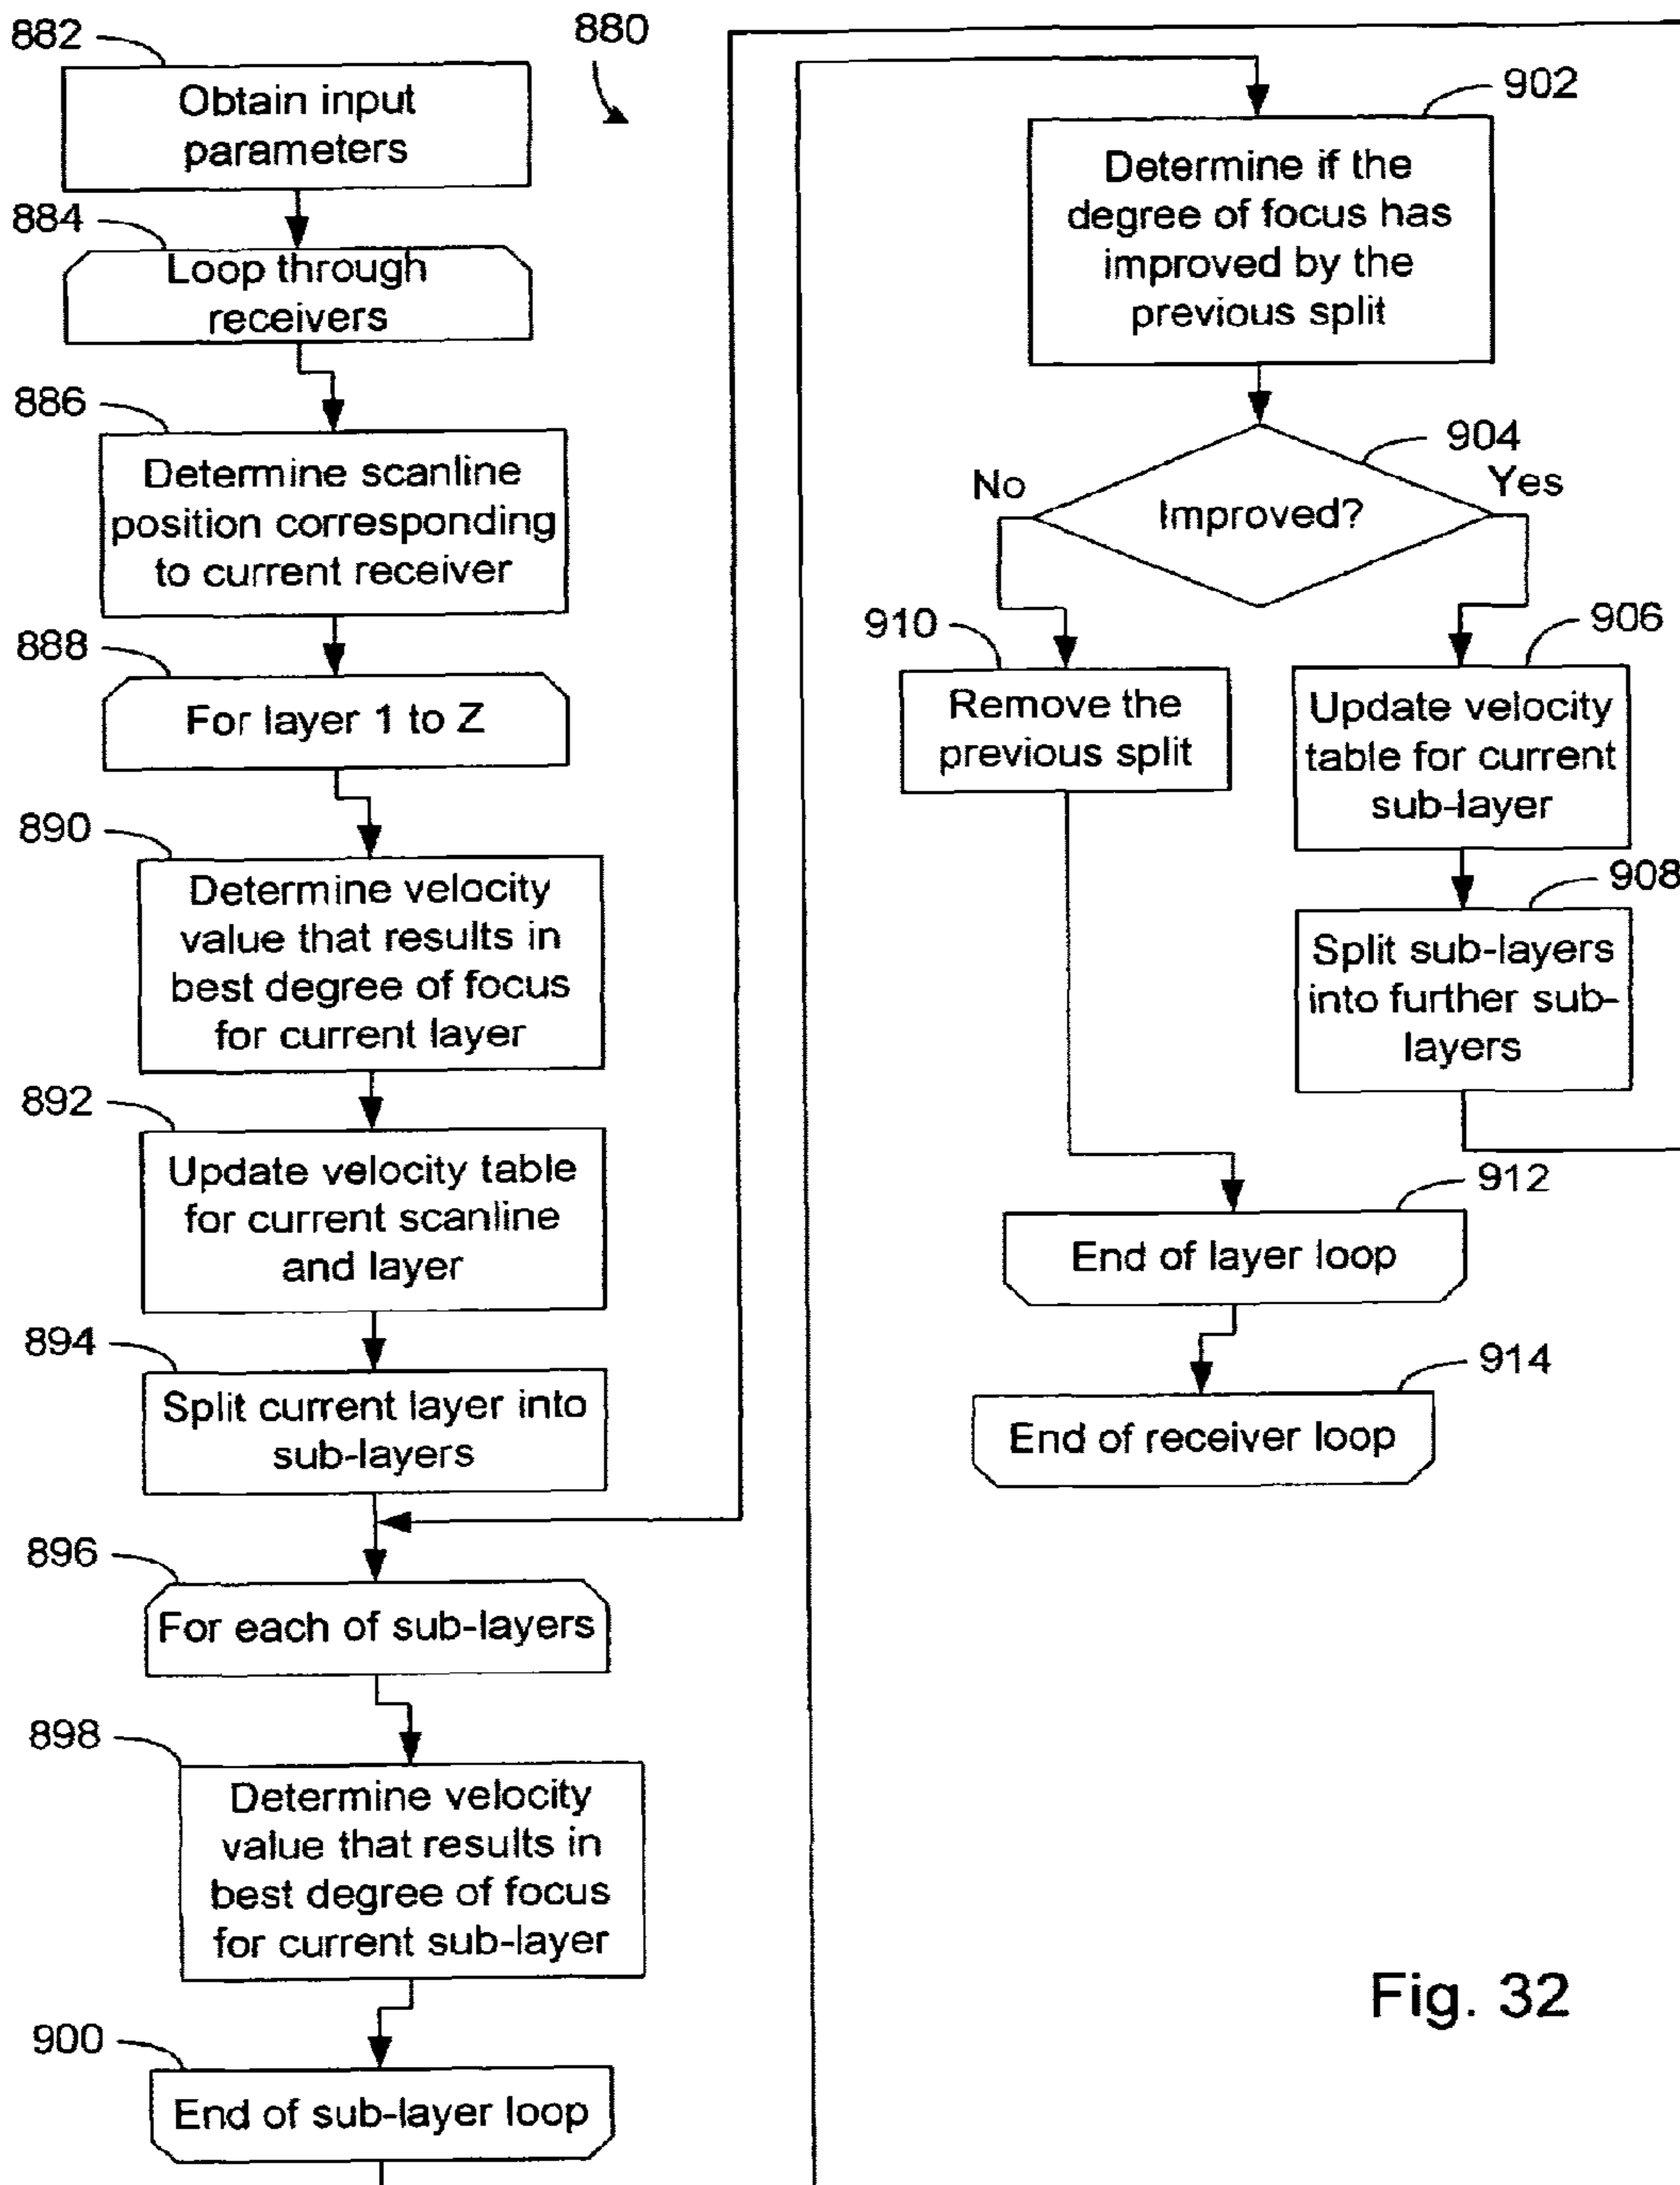 882
880
Obtain input
parameters
884
Loop through
receivers
886
Determine scanline
position corresponding
to current receiver
888
For layer 1 to Z
890
Determine velocity
value that results in
best degree of focus
for current layer
892
Update velocity table
for current scanline
and layer
894
Split current layer into
sub-layers
896
For each of sub-layers
898
Determine velocity
value that results in
best degree of focus
for current sub-layer
900
End of sub-layer loop
902
Determine if the
degree of focus has
improved by the
previous split
904
No
Yes
Improved?
910
906
Remove the
previous split
Update velocity
table for current
sub-layer
908
Split sub-layers
into further sub-
layers
912
End of layer loop
914
End of receiver loop
Fig. 32